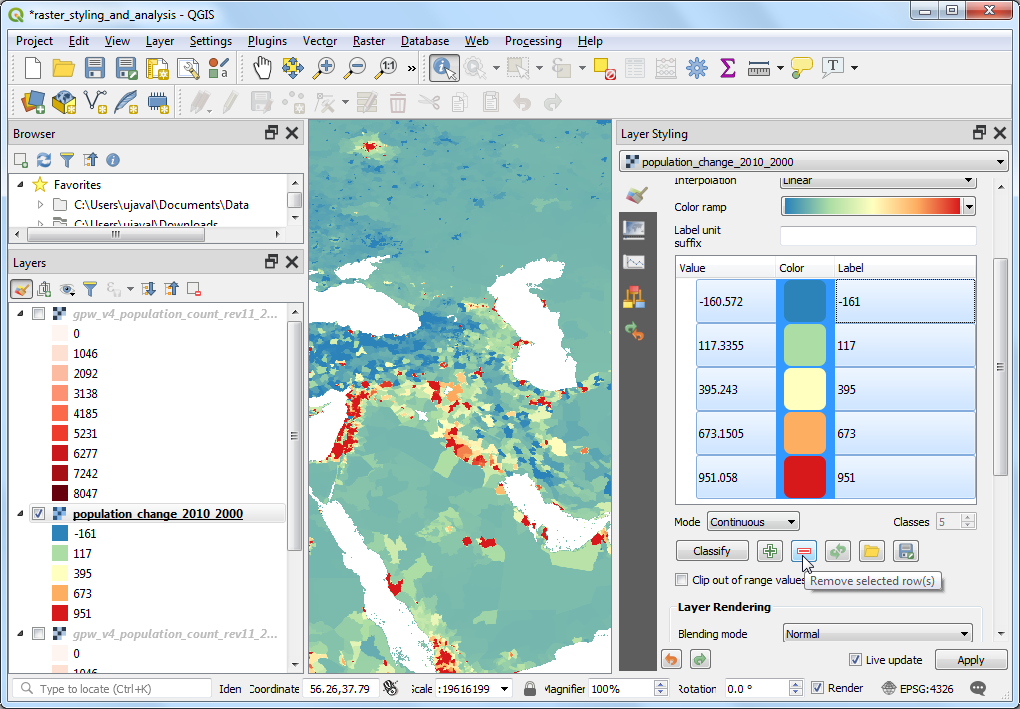 *raster_styling_and_analysis - QGIS
Project Edit View Layer Settings Plugins Vector Raster Database Web Processing Help
1:1 » Σ T
Browser
Favorites
C:\Users\ujaval\Documents\Data
C:\Users\ujaval\Downloads
Layers
gpw_v4_population_count_rev11_2...
0
1046
2092
3138
4185
5231
6277
7242
8047
population_change_2010_2000
-161
117
395
673
951
gpw_v4_population_count_rev11_2...
0
1046
Layer Styling
population_change_2010_2000
Interpolation Linear
Color ramp
Label unit
suffix
Value Color Label
-160.572 -161
117.3355 117
395.243 395
673.1505 673
951.058 951
Mode Continuous Classes 5
Classify
Clip out of range values
Remove selected row(s)
Layer Rendering
Blending mode Normal
Live update Apply
Type to locate (Ctrl+K) Iden Coordinate 56.26,37.79 Scale :19616199 Magnifier 100% Rotation 0.0 ° Render EPSG:4326